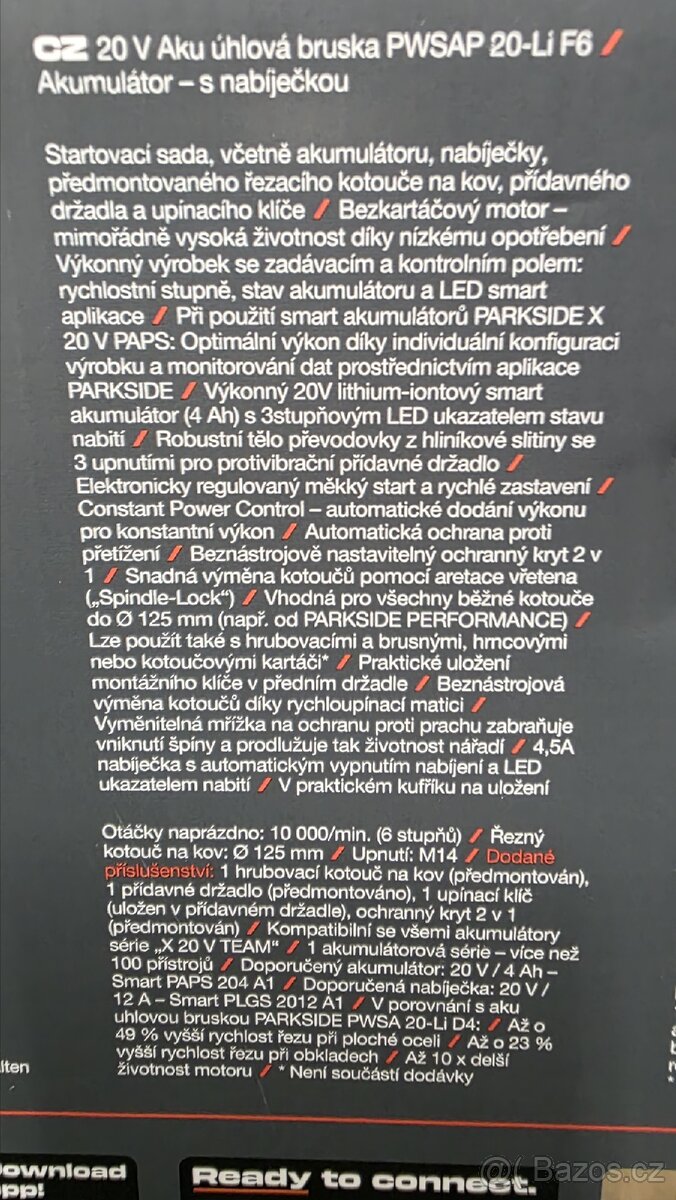 CZ 20 V Aku úhlová bruska PWSAP 20-Li F6 /
Akumulátor – s nabíječkou
Startovací sada, včetně akumulátoru, nabíječky,
předmontovaného řezacího kotouče na kov, přídavného
držadla a upínacího klíče / Bezkartáčový motor –
mimořádně vysoká životnost díky nízkému opotřebení /
Výkonný výrobek se zadávacím a kontrolním polem:
rychlostní stupně, stav akumulátoru a LED smart
aplikace / Při použití smart akumulátorů PARKSIDE X
20 V PAPS: Optimální výkon díky individuální konfiguraci
výrobku a monitorování dat prostřednictvím aplikace
PARKSIDE / Výkonný 20V lithium-iontový smart
akumulátor (4 Ah) s 3stupňovým LED ukazatelem stavu
nabití / Robustní tělo převodovky z hliníkové slitiny se
3 upnutími pro protivibrační přídavné držadlo /
Elektronicky regulovaný měkký start a rychlé zastavení /
Constant Power Control – automatické dodání výkonu
pro konstantní výkon / Automatická ochrana proti
přetížení / Beznástrojově nastavitelný ochranný kryt 2 v
1 / Snadná výměna kotoučů pomocí aretace vřetena
(„Spindle-Lock“) / Vhodná pro všechny běžné kotouče
do Ø 125 mm (např. od PARKSIDE PERFORMANCE) /
Lze použít také s hrubovacími a brusnými, hrncovými
nebo kotoučovými kartáči* / Praktické uložení
montážního klíče v předním držadle / Beznástrojová
výměna kotoučů díky rychloupínací matici /
Vyměnitelná mřížka na ochranu proti prachu zabraňuje
vniknutí špíny a prodlužuje tak životnost nářadí / 4,5A
nabíječka s automatickým vypnutím nabíjení a LED
ukazatelem nabití / V praktickém kufříku na uložení
Otáčky naprázdno: 10 000/min. (6 stupňů) / Řezný
kotouč na kov: Ø 125 mm / Upnutí: M14 / Dodané
příslušenství: 1 hrubovací kotouč na kov (předmontován),
1 přídavné držadlo (předmontováno), 1 upínací klíč
(uložen v přídavném držadle), ochranný kryt 2 v 1
(předmontován) / Kompatibilní se všemi akumulátory
série „X 20 V TEAM“ / 1 akumulátorová série – více než
100 přístrojů / Doporučený akumulátor: 20 V / 4 Ah –
Smart PAPS 204 A1 / Doporučená nabíječka: 20 V /
12 A – Smart PLGS 2012 A1 / V porovnání s aku
uhlovou bruskou PARKSIDE PWSA 20-Li D4: / Až o
49 % vyšší rychlost řezu při ploché oceli / Až o 23 %
vyšší rychlost řezu při obkladech / Až 10 x delší
životnost motoru / * Není součástí dodávky
lten
ownload
pp!
Ready to connect.
@ Bazos.cz